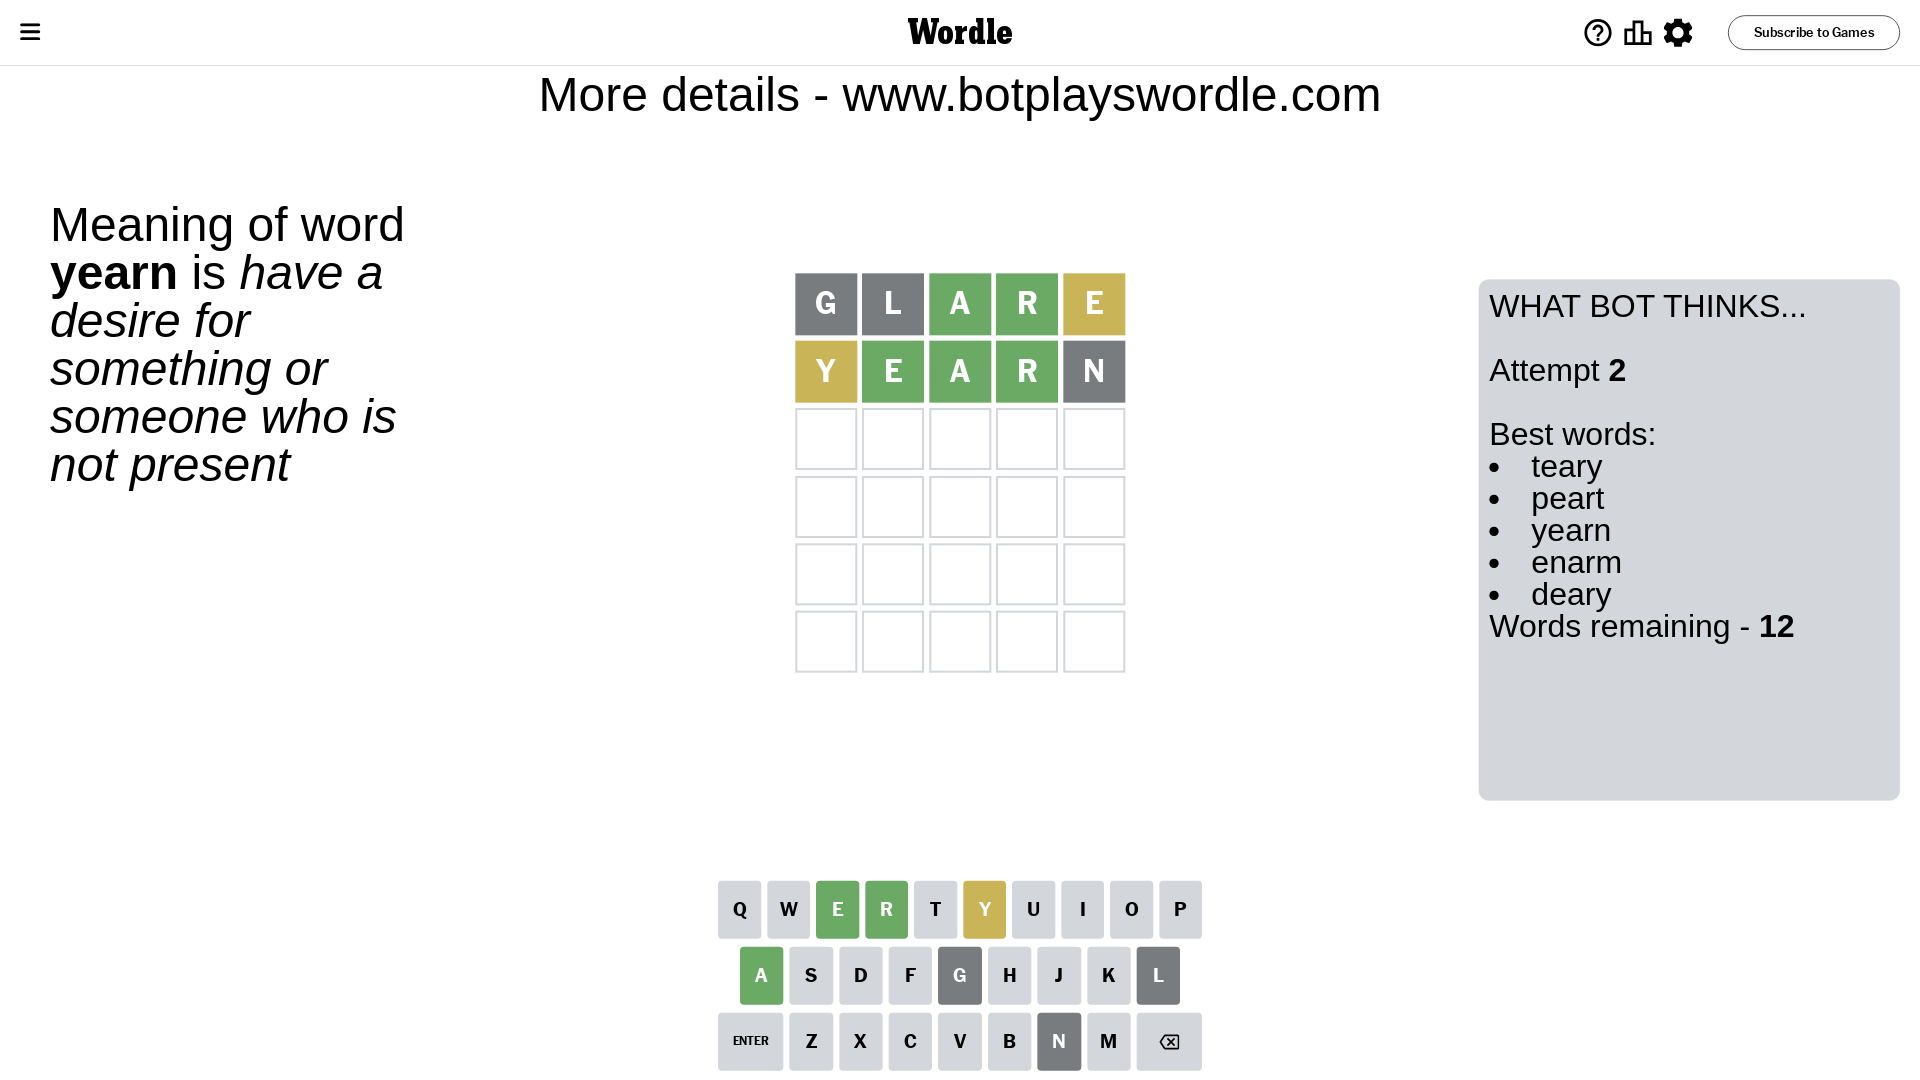 Wordle
Subscribe to Games
More details - www.botplayswordle.com
Meaning of word
yearn is have a
desire for
something or
someone who is
not present
G L A R E
Y E A R N
WHAT BOT THINKS...
Attempt 2
Best words:
• teary
• peart
• yearn
• enarm
• deary
Words remaining - 12
Q W E R T Y U I O P
A S D F G H J K L
ENTER Z X C V B N M